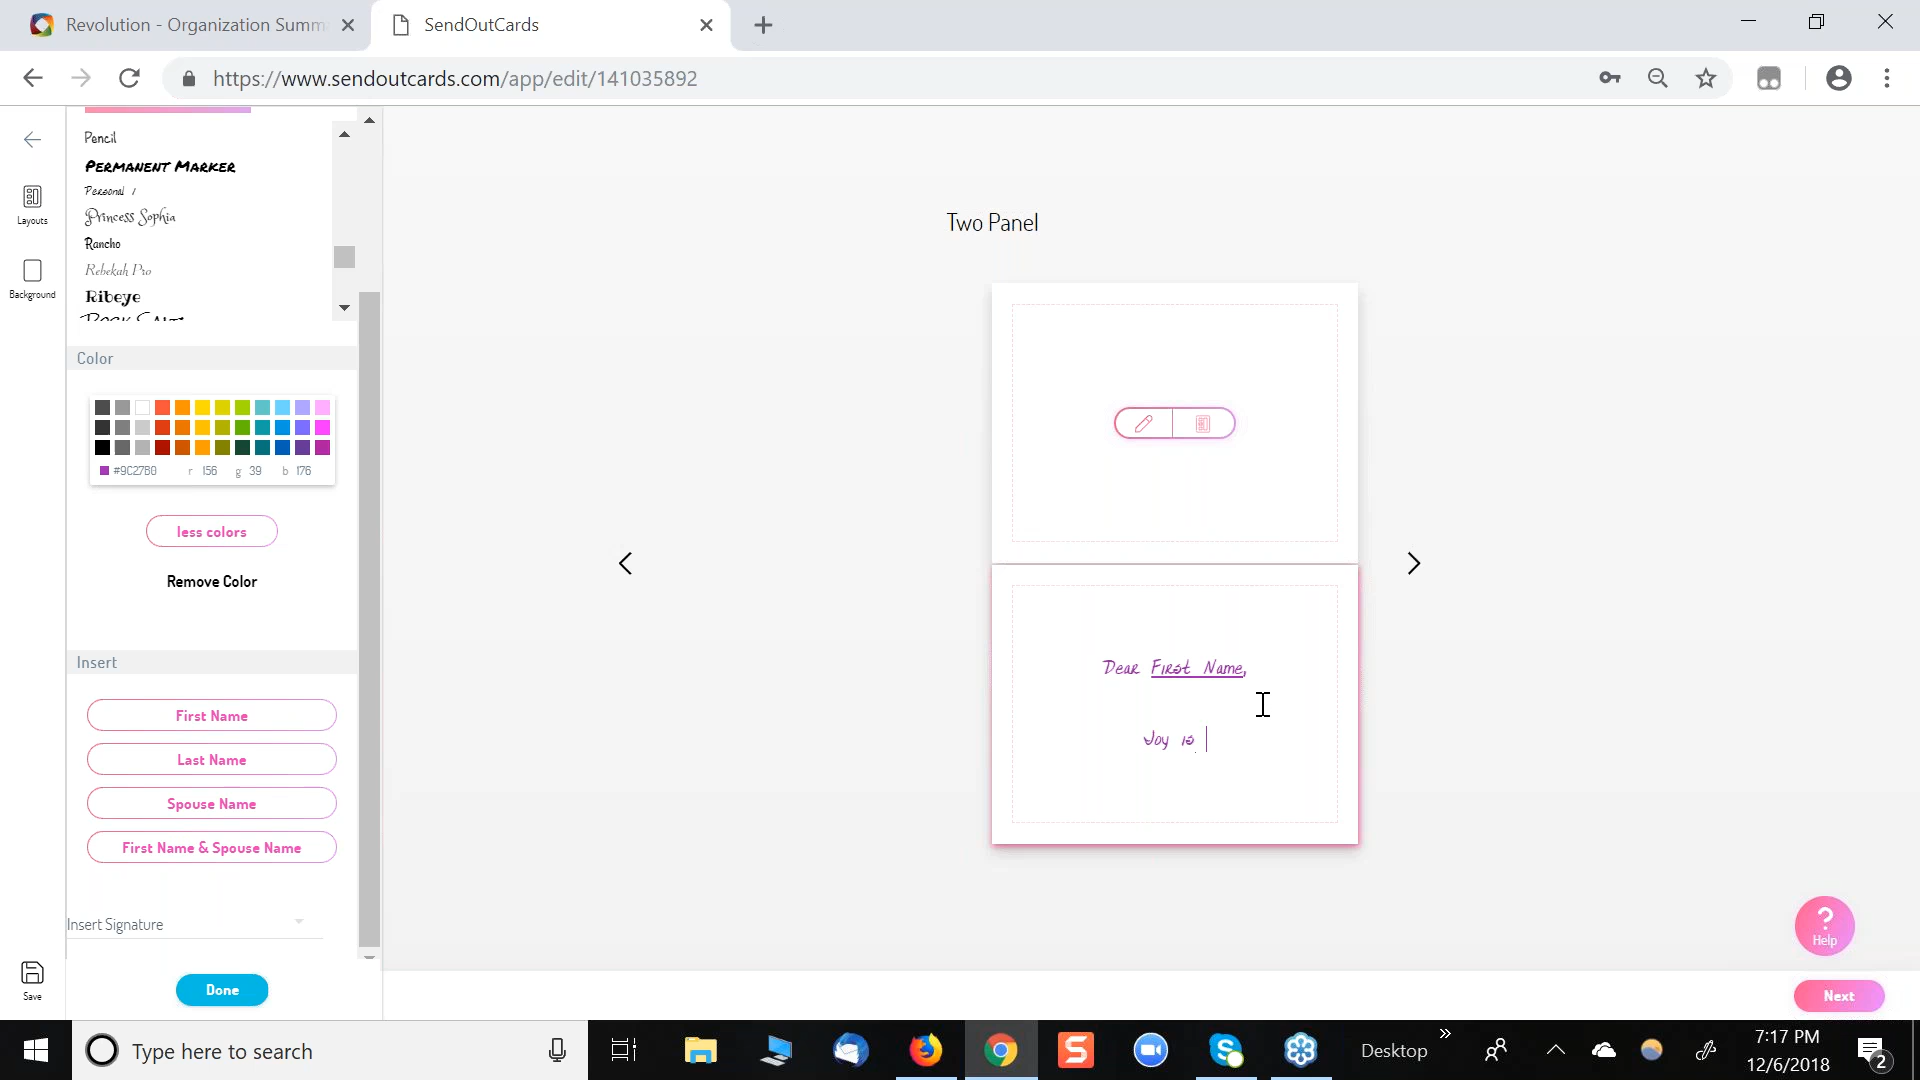 Revolution - Organization Summ
SendOutCards
https://www.sendoutcards.com/app/edit/141035892
Layouts
Background
Save
Pencil
Permanent Marker
Personal 1
Princess Sophia
Rancho
Rebekah Pro
Ribeye
Rock Salt
Color
#9C27B0 r 156 g 39 b 176
less colors
Remove Color
Insert
First Name
Last Name
Spouse Name
First Name & Spouse Name
Insert Signature
Done
Two Panel
Dear First Name,
Joy is
? Help
Next
Type here to search
S
Desktop
7:17 PM
12/6/2018
2